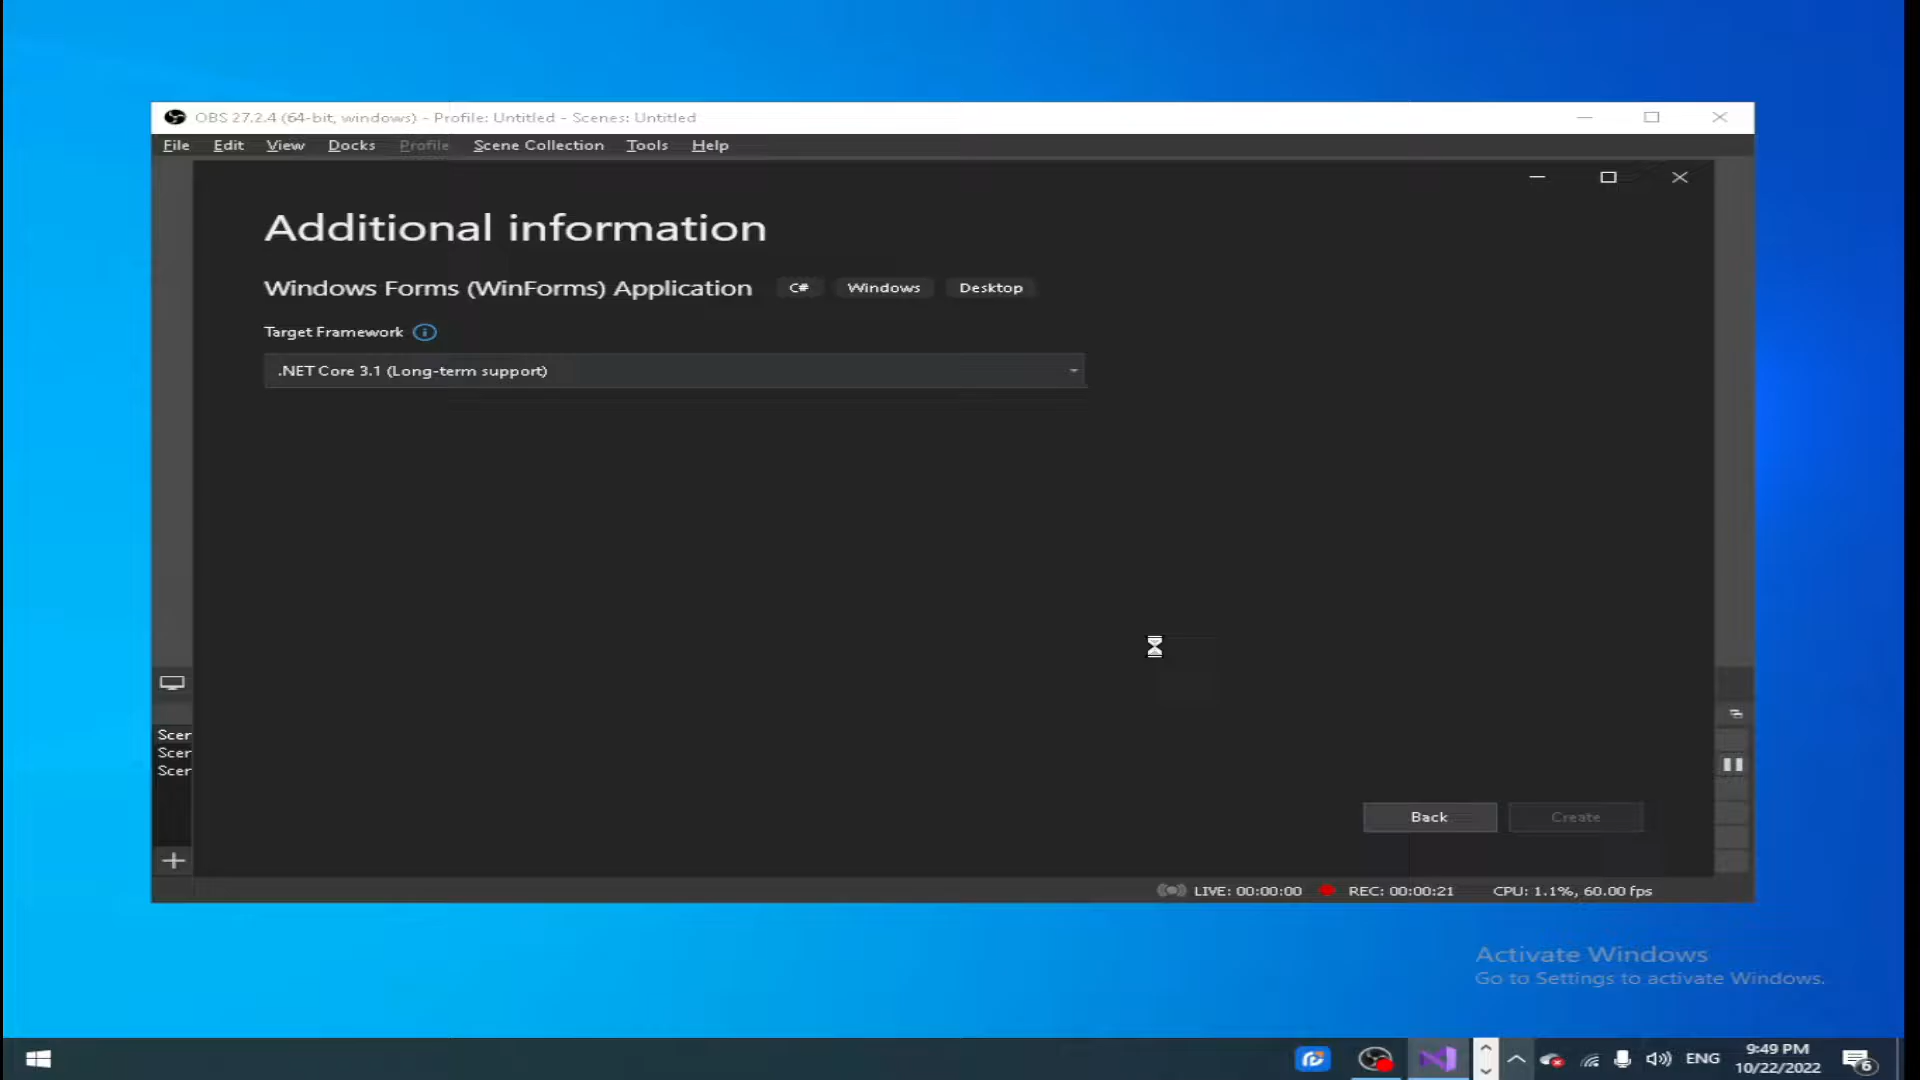 OBS 27.2.4 (64-bit, windows) - Profile: Untitled - Scenes: Untitled
File Edit View Docks Profile Scene Collection Tools Help
Additional information
Windows Forms (WinForms) Application C# Windows Desktop
Target Framework
.NET Core 3.1 (Long-term support)
Scer
Scer
Scer
Back Create
LIVE: 00:00:00 REC: 00:00:21 CPU: 1.1%, 60.00 fps
Activate Windows
Go to Settings to activate Windows.
ENG 9:49 PM
10/22/2022 6